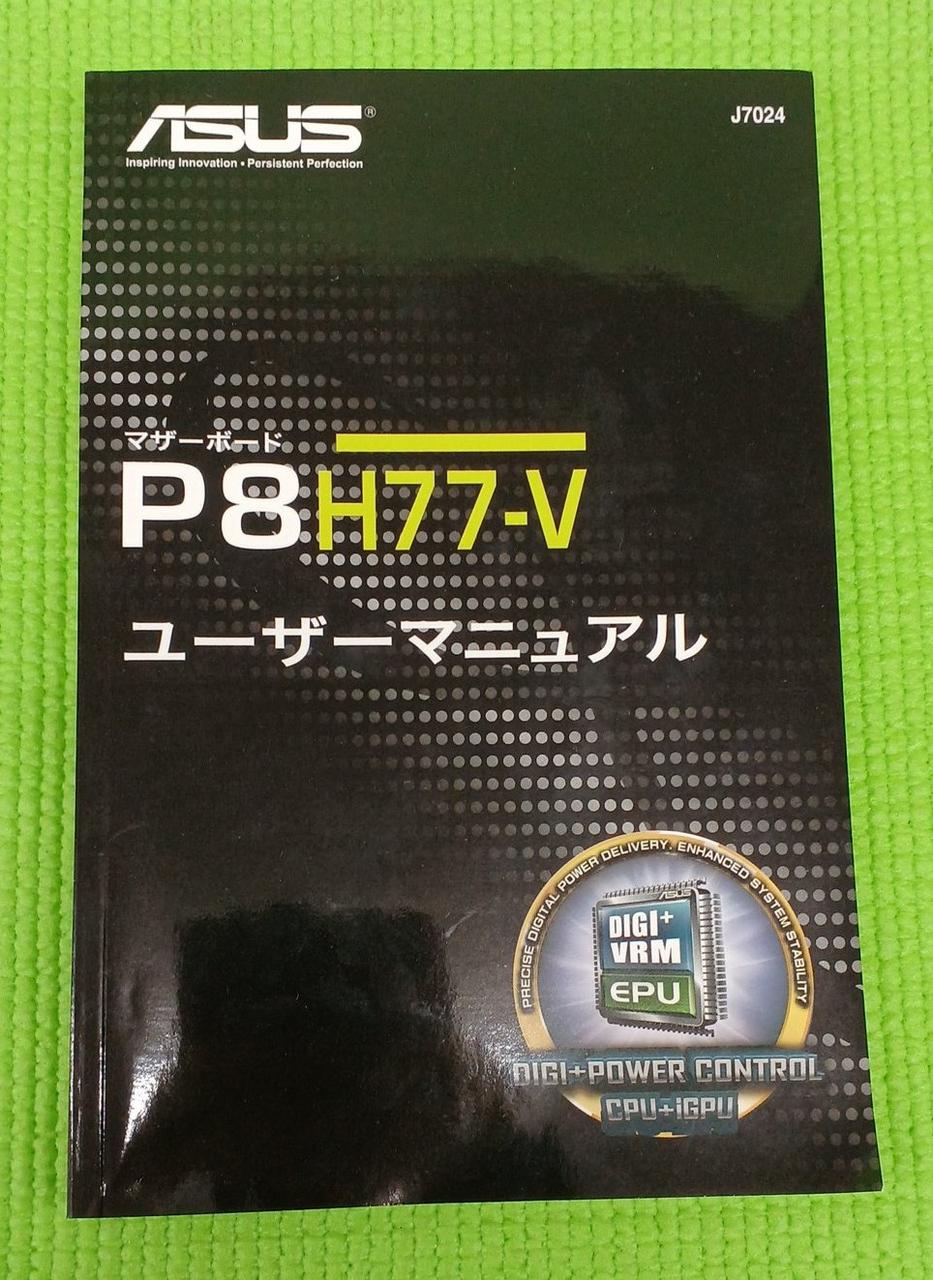 ASUS®
Inspiring Innovation • Persistent Perfection
J7024
マザーボード
P8H77-V
ユーザーマニュアル
PRECISE DIGITAL POWER DELIVERY. ENHANCED SYSTEM STABILITY
ASUS
DIGI+
VRM
EPU
DIGI+POWER CONTROL
CPU+iGPU